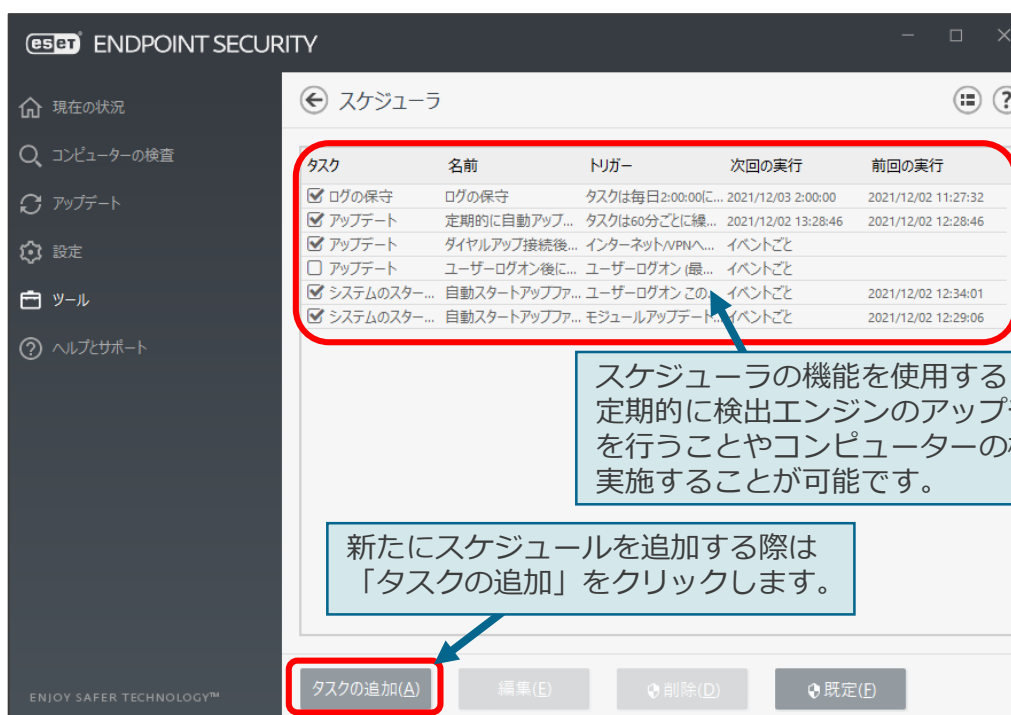 eset ENDPOINT SECURITY
現在の状況
コンピューターの検査
アップデート
設定
ツール
ヘルプとサポート
ENJOY SAFER TECHNOLOGY™
スケジューラ
タスク 名前 トリガー 次回の実行 前回の実行
ログの保守 ログの保守 タスクは毎日2:00:00に... 2021/12/03 2:00:00 2021/12/02 11:27:32
アップデート 定期的に自動アップ... タスクは60分ごとに繰... 2021/12/02 13:28:46 2021/12/02 12:28:46
アップデート ダイヤルアップ接続後... インターネット/VPNへ... イベントごと
アップデート ユーザーログオン後に... ユーザーログオン (最... イベントごと
システムのスター... 自動スタートアップファ... ユーザーログオン この... イベントごと 2021/12/02 12:34:01
システムのスター... 自動スタートアップファ... モジュールアップデート... イベントごと 2021/12/02 12:29:06
スケジューラの機能を使用する
定期的に検出エンジンのアップ
を行うことやコンピューターの
実施することが可能です。
新たにスケジュールを追加する際は
「タスクの追加」をクリックします。
タスクの追加(A) 編集(E) 削除(D) 既定(F)